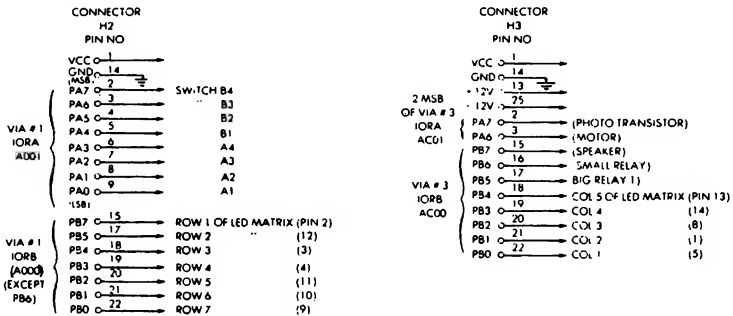 CONNECTOR
H2
PIN NO
VCC 1
GND 14
(MSB)
PA7 2 SWITCH B4
PA6 3 " B3
PA5 4 B2
PA4 5 B1
PA3 6 A4
PA2 7 A3
PA1 8 A2
PA0 9 A1
(LSB)
VIA #1
IORA
A001
PB7 15 ROW 1 OF LED MATRIX (PIN 2)
PB5 17 ROW 2 " (12)
PB4 18 ROW 3 (3)
PB3 19 ROW 4 (4)
PB2 20 ROW 5 (11)
PB1 21 ROW 6 (10)
PB0 22 ROW 7 (9)
VIA #1
IORB
(A000)
(EXCEPT
PB6)
CONNECTOR
H3
PIN NO
VCC 1
GND 14
+12V 13
-12V 25
2 MSB
OF VIA #3
IORA
AC01
PA7 2 (PHOTO TRANSISTOR)
PA6 3 (MOTOR)
PB7 15 (SPEAKER)
PB6 16 SMALL RELAY)
PB5 17 BIG RELAY 1)
PB4 18 COL 5 OF LED MATRIX (PIN 13)
PB3 19 COL 4 (14)
PB2 20 COL 3 (8)
PB1 21 COL 2 (1)
PB0 22 COL 1 (5)
VIA #3
IORB
AC00